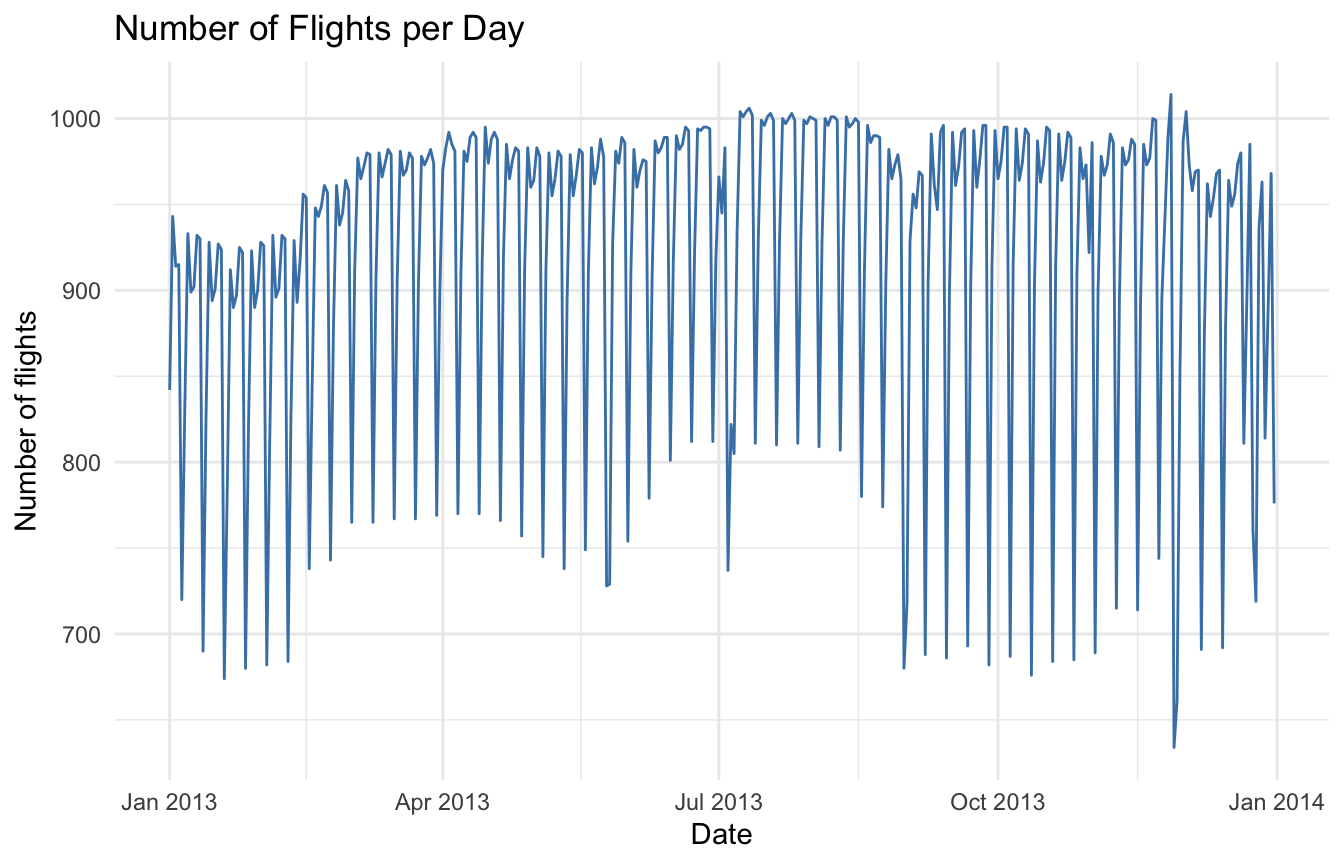 Number of Flights per Day
Number of flights
1000
900
800
700
Jan 2013
Apr 2013
Jul 2013
Oct 2013
Jan 2014
Date